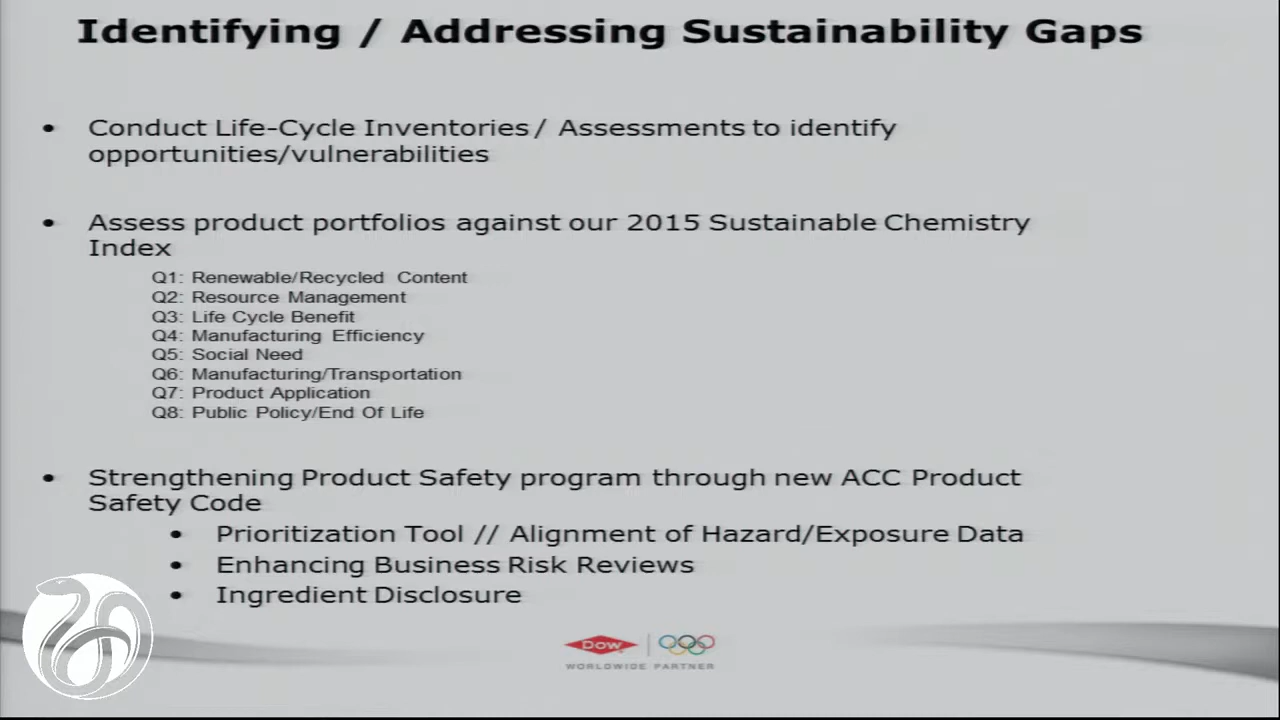 Identifying / Addressing Sustainability Gaps
• Conduct Life-Cycle Inventories / Assessments to identify
opportunities/vulnerabilities
• Assess product portfolios against our 2015 Sustainable Chemistry
Index
Q1: Renewable/Recycled Content
Q2: Resource Management
Q3: Life Cycle Benefit
Q4: Manufacturing Efficiency
Q5: Social Need
Q6: Manufacturing/Transportation
Q7: Product Application
Q8: Public Policy/End Of Life
• Strengthening Product Safety program through new ACC Product
Safety Code
• Prioritization Tool // Alignment of Hazard/Exposure Data
• Enhancing Business Risk Reviews
• Ingredient Disclosure
Dow
WORLDWIDE PARTNER